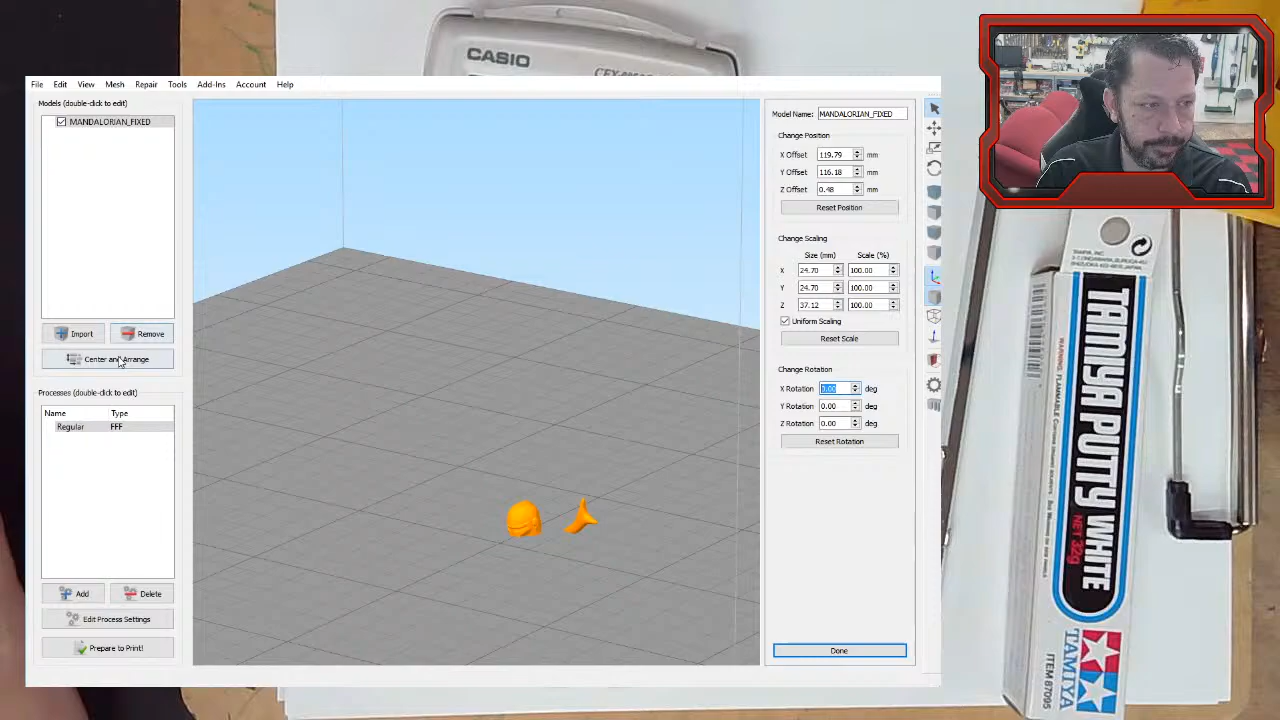 CASIO
File Edit View Mesh Repair Tools Add-Ins Account Help
Models (double-click to edit)
MANDALORIAN_FIXED
Import
Remove
Center and Arrange
Processes (double-click to edit)
Name Type
Regular FFF
Add
Delete
Edit Process Settings
Prepare to Print!
Model Name: MANDALORIAN_FIXED
Change Position
X Offset 119.79 mm
Y Offset 116.18 mm
Z Offset 0.48 mm
Reset Position
Change Scaling
Size (mm) Scale (%)
X 24.70 100.00
Y 24.70 100.00
Z 37.12 100.00
Uniform Scaling
Reset Scale
Change Rotation
X Rotation 0.00 deg
Y Rotation 0.00 deg
Z Rotation 0.00 deg
Reset Rotation
Done
TAMIYA PUTTY WHITE
NET 32g
TAMIYA
ITEM 87095